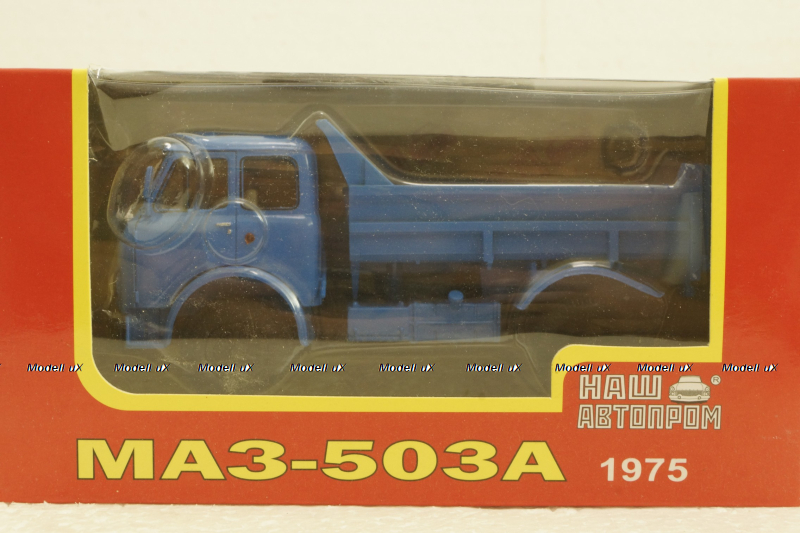 Modell uX Modell uX Modell uX Modell uX Modell uX Modell uX Modell uX Modell uX Modell uX
НАШ ®
АВТОПРОМ
МАЗ-503А 1975